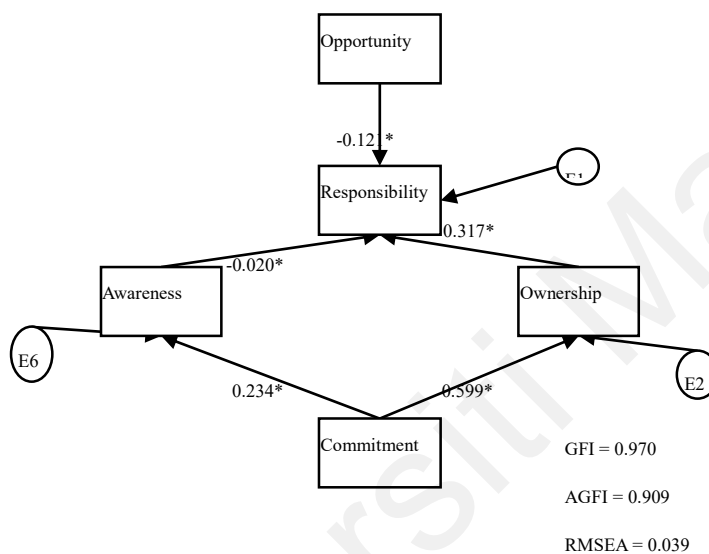 Opportunity
-0.121*
Responsibility
0.317*
-0.020*
Awareness
Ownership
E6
E2
0.234*
0.599*
Commitment
GFI = 0.970
AGFI = 0.909
RMSEA = 0.039